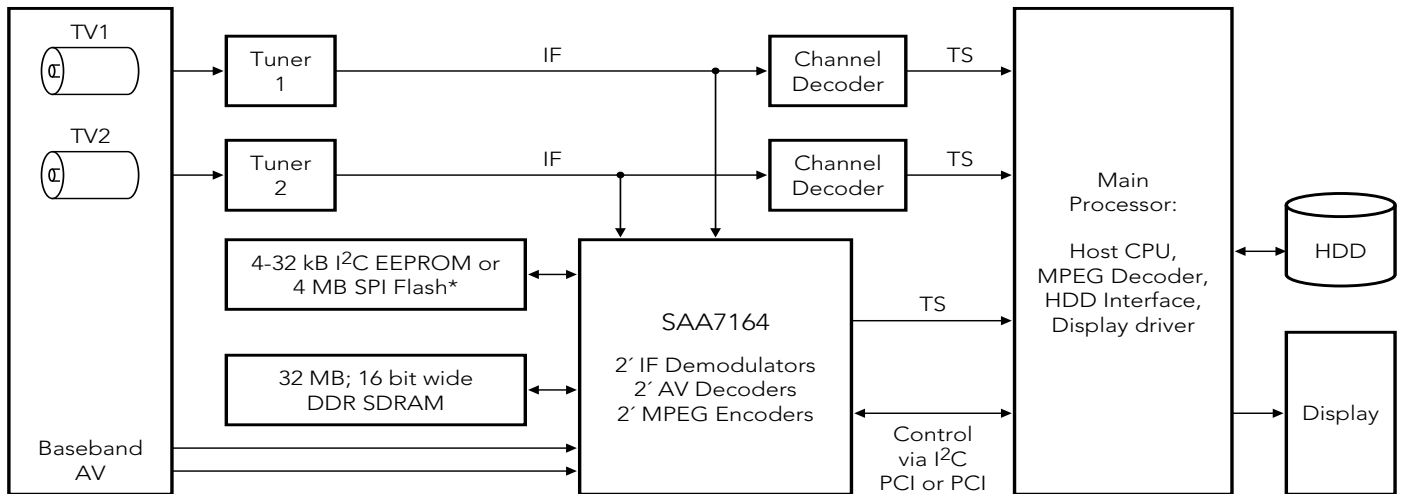 TV1
Tuner
1
IF
Channel
Decoder
TS
TV2
Tuner
2
IF
Channel
Decoder
TS
Main
Processor:
Host CPU,
MPEG Decoder,
HDD Interface,
Display driver
HDD
4-32 kB I²C EEPROM or
4 MB SPI Flash*
SAA7164
2´ IF Demodulators
2´ AV Decoders
2´ MPEG Encoders
TS
32 MB; 16 bit wide
DDR SDRAM
Display
Baseband
AV
Control
via I²C
PCI or PCI